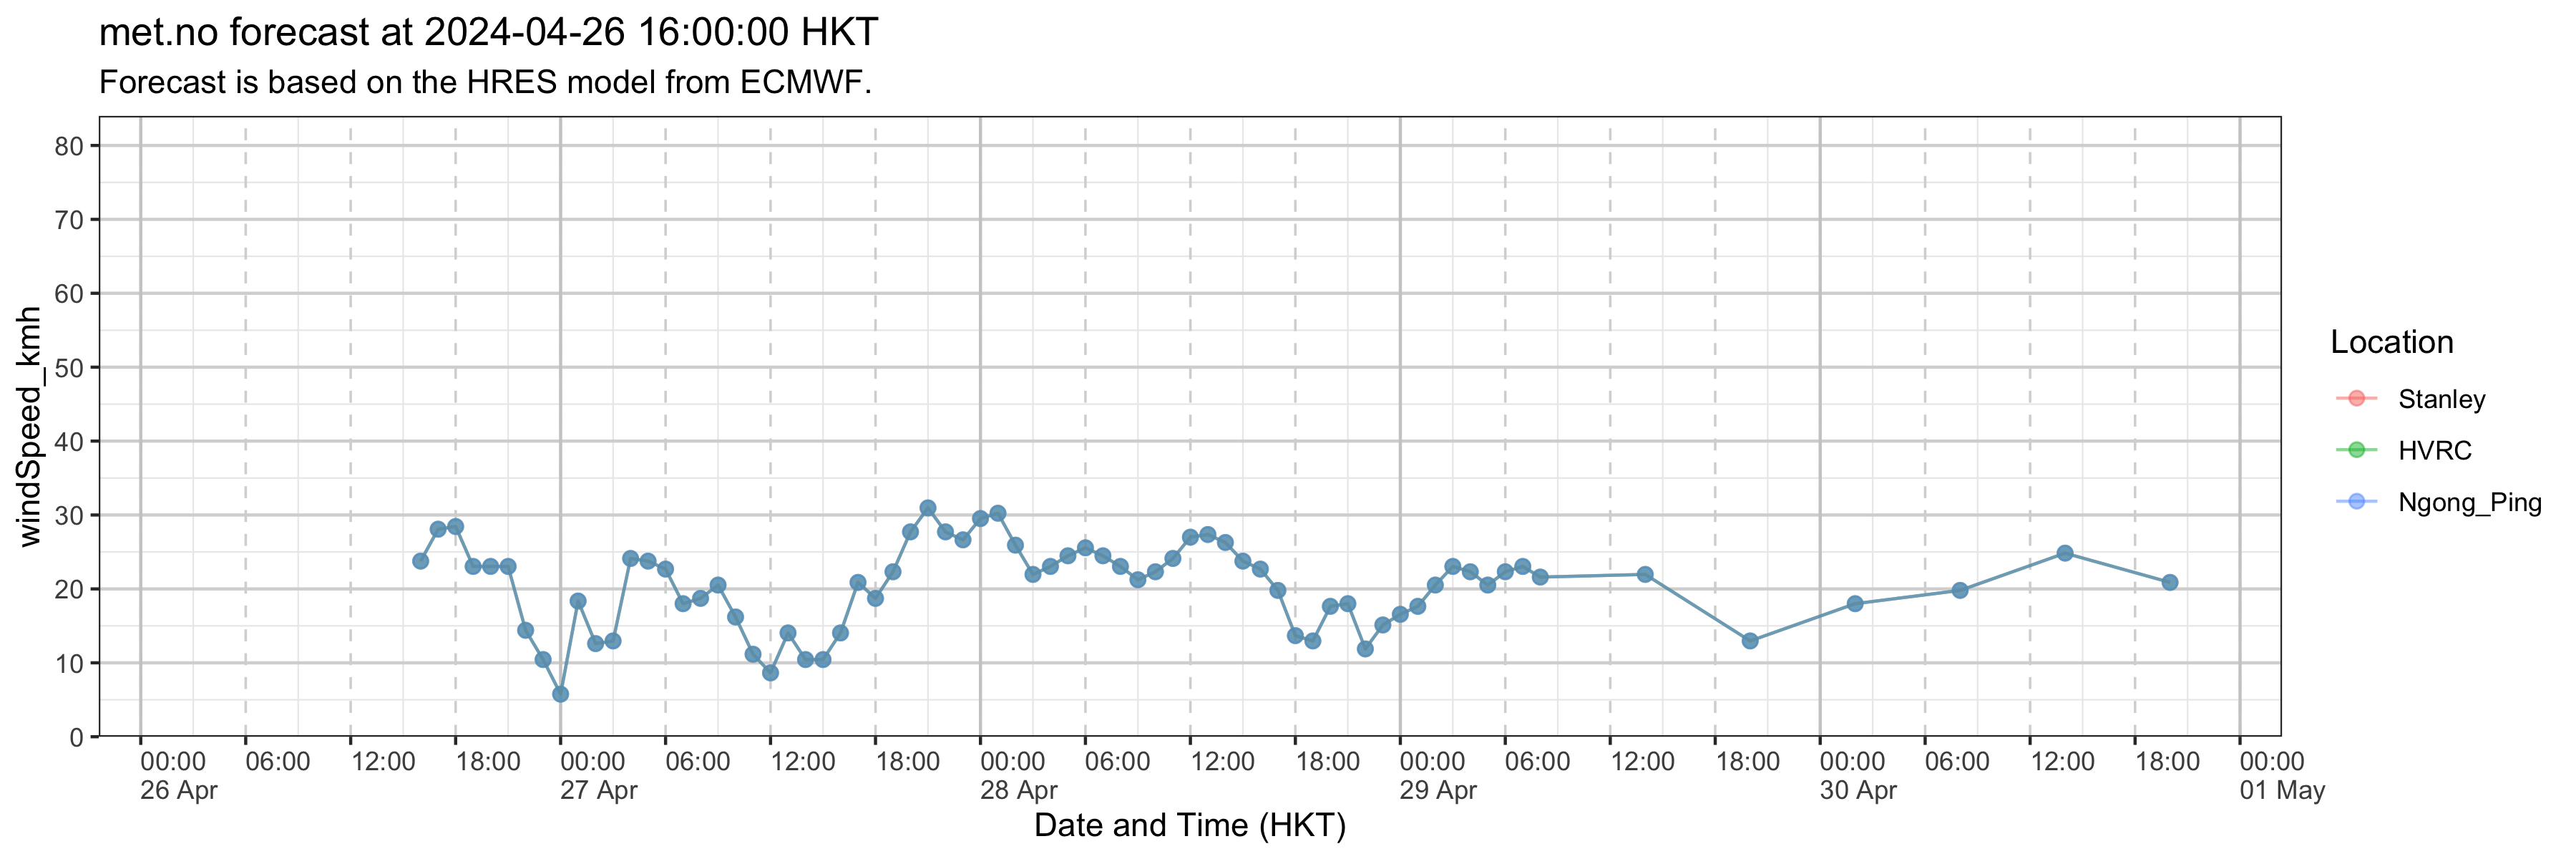 met.no forecast at 2024-04-26 16:00:00 HKT
Forecast is based on the HRES model from ECMWF.
windSpeed_kmh
80
70
60
50
40
30
20
10
0
00:00 06:00 12:00 18:00 00:00 06:00 12:00 18:00 00:00 06:00 12:00 18:00 00:00 06:00 12:00 18:00 00:00 06:00 12:00 18:00 00:00
26 Apr 27 Apr 28 Apr 29 Apr 30 Apr 01 May
Date and Time (HKT)
Location
Stanley
HVRC
Ngong_Ping